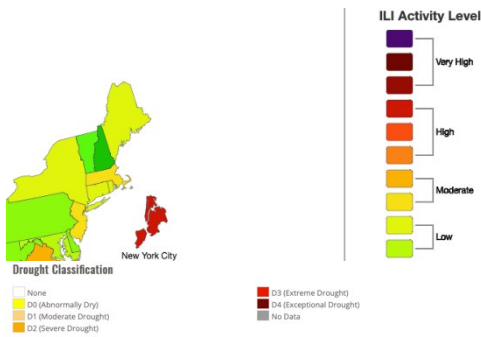 ILI Activity Level
Very High
High
Moderate
Low
New York City
Drought Classification
None
D0 (Abnormally Dry)
D1 (Moderate Drought)
D2 (Severe Drought)
D3 (Extreme Drought)
D4 (Exceptional Drought)
No Data